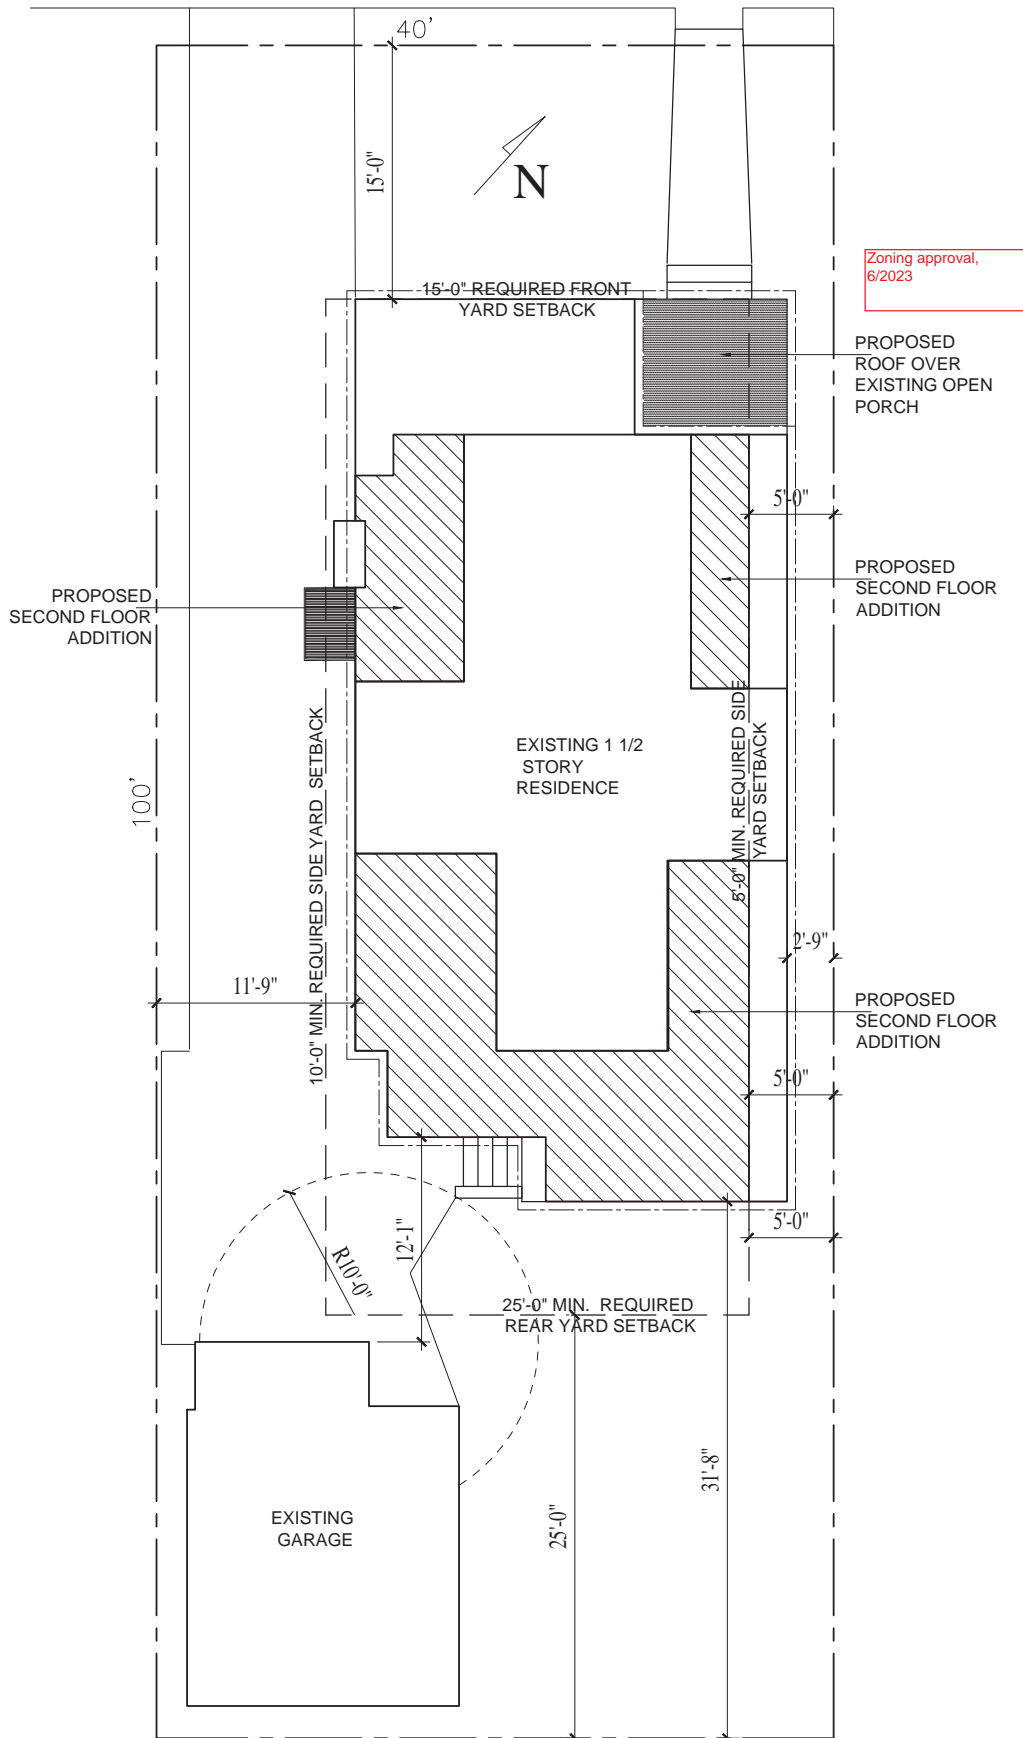 40'
15'-0"
N
Zoning approval,
6/2023
15'-0" REQUIRED FRONT
YARD SETBACK
PROPOSED
ROOF OVER
EXISTING OPEN
PORCH
5'-0"
PROPOSED
SECOND FLOOR
ADDITION
PROPOSED
SECOND FLOOR
ADDITION
EXISTING 1 1/2
STORY
RESIDENCE
5'-0" MIN. REQUIRED SIDE
YARD SETBACK
10'-0" MIN. REQUIRED SIDE YARD SETBACK
100'
2'-9"
11'-9"
PROPOSED
SECOND FLOOR
ADDITION
5'-0"
5'-0"
12'-1"
R10'-0"
25'-0" MIN. REQUIRED
REAR YARD SETBACK
31'-8"
25'-0"
EXISTING
GARAGE